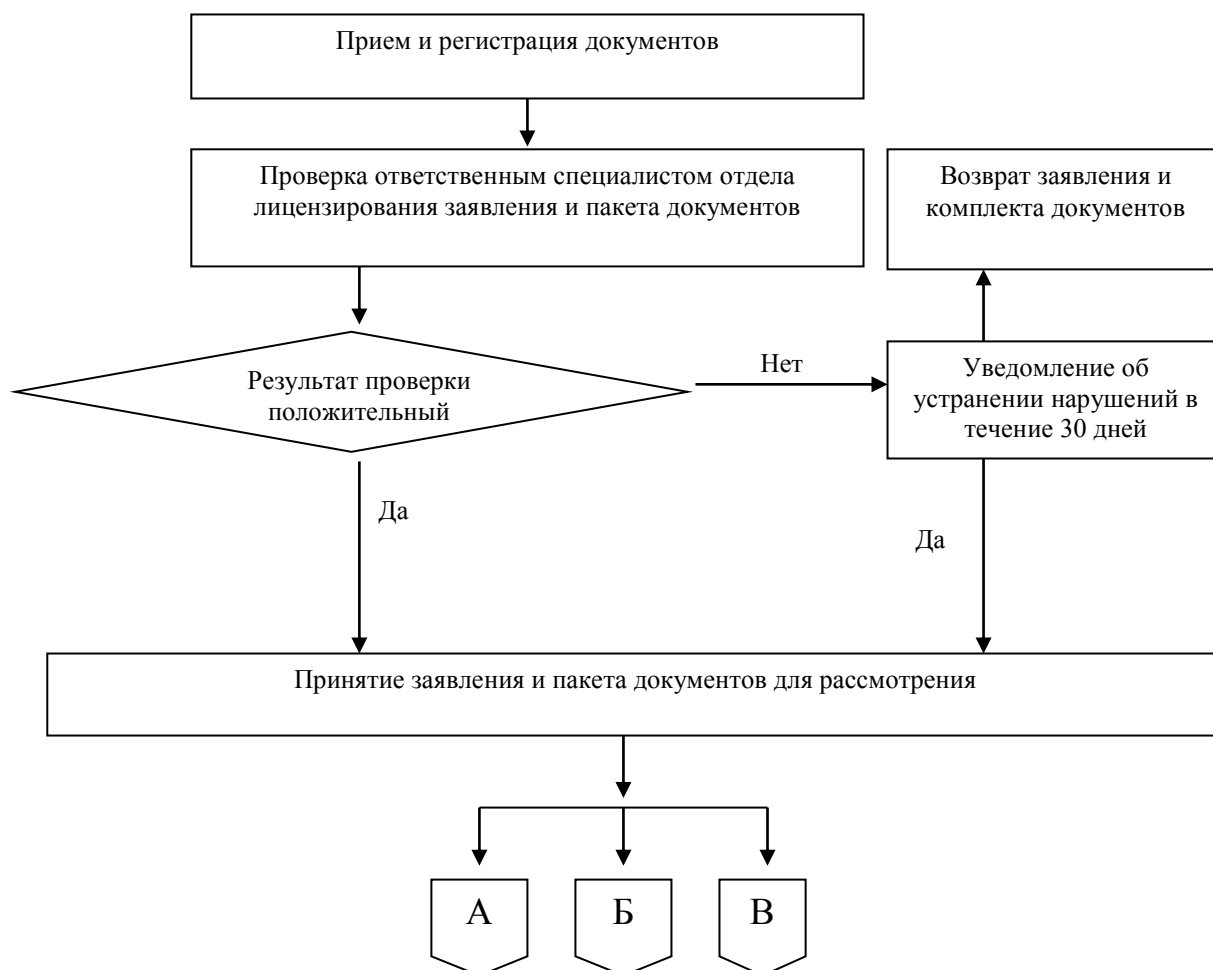 Прием и регистрация документов
Проверка ответственным специалистом отдела
лицензирования заявления и пакета документов
Возврат заявления и
комплекта документов
Результат проверки
положительный
Нет
Уведомление об
устранении нарушений в
течение 30 дней
Да
Да
Принятие заявления и пакета документов для рассмотрения
А
Б
В